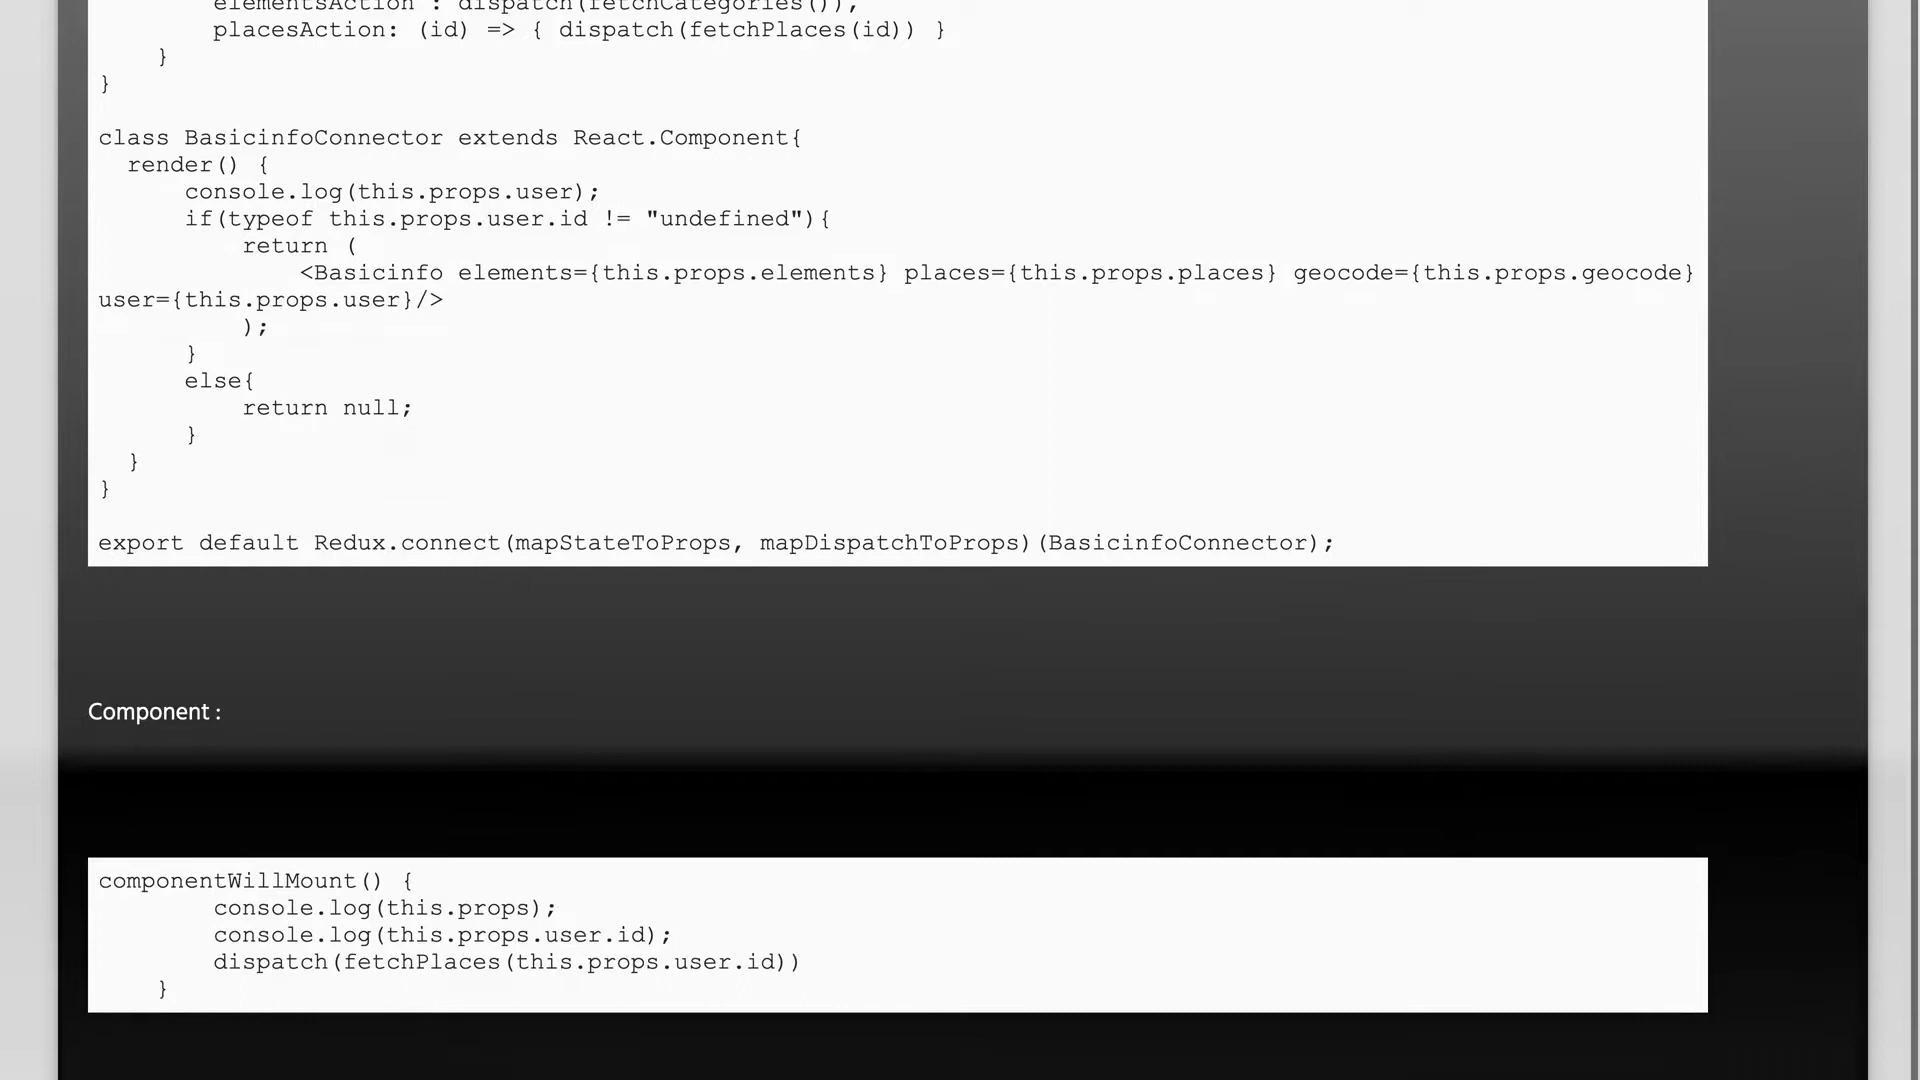 elementsAction : dispatch(fetchCategories()),
placesAction: (id) => { dispatch(fetchPlaces(id)) }
}
}
class BasicinfoConnector extends React.Component{
render() {
console.log(this.props.user);
if(typeof this.props.user.id != "undefined"){
return (
<Basicinfo elements={this.props.elements} places={this.props.places} geocode={this.props.geocode}
user={this.props.user}/>
);
}
else{
return null;
}
}
}
export default Redux.connect(mapStateToProps, mapDispatchToProps)(BasicinfoConnector);
Component :
componentWillMount() {
console.log(this.props);
console.log(this.props.user.id);
dispatch(fetchPlaces(this.props.user.id))
}